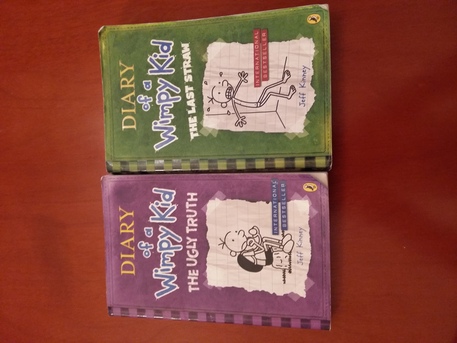 DIARY
of a
Wimpy Kid
THE LAST STRAW
INTERNATIONAL
BESTSELLER
Jeff Kinney
DIARY
of a
Wimpy Kid
THE UGLY TRUTH
INTERNATIONAL
BESTSELLER
Jeff Kinney